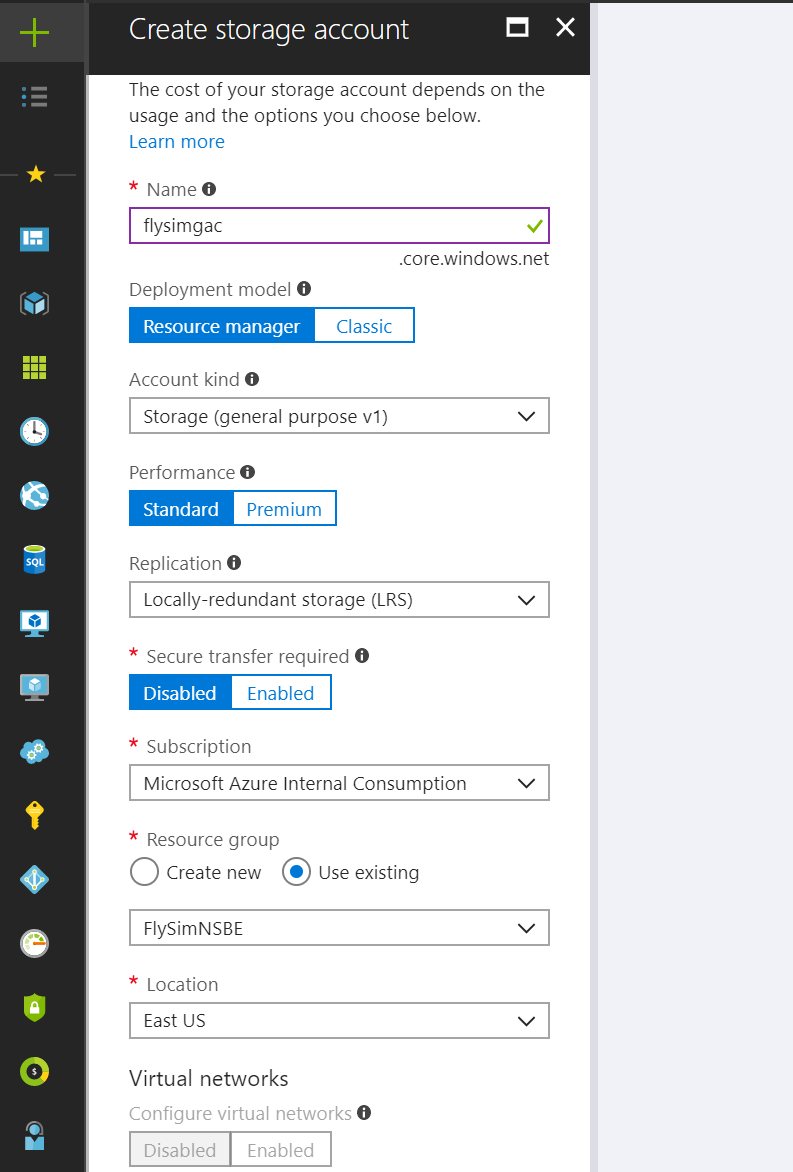 Create storage account
The cost of your storage account depends on the
usage and the options you choose below.
Learn more
* Name
flysimgac
.core.windows.net
Deployment model
Resource manager Classic
Account kind
Storage (general purpose v1)
Performance
Standard Premium
Replication
Locally-redundant storage (LRS)
* Secure transfer required
Disabled Enabled
* Subscription
Microsoft Azure Internal Consumption
* Resource group
Create new Use existing
FlySimNSBE
* Location
East US
Virtual networks
Configure virtual networks
Disabled Enabled
SQL